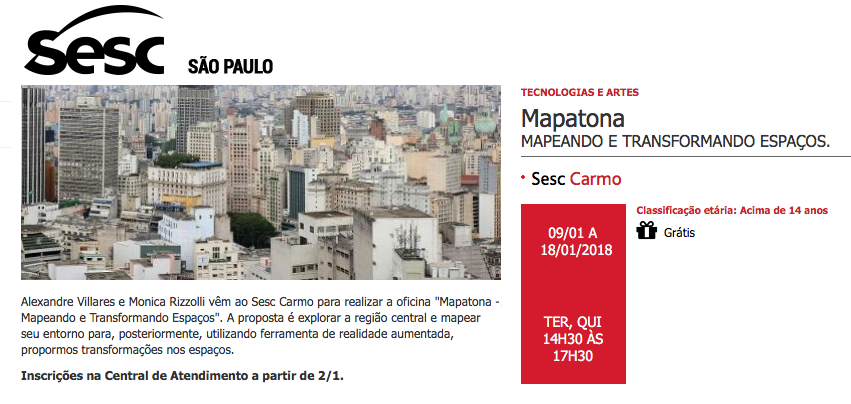 Sesc
SÃO PAULO
TECNOLOGIAS E ARTES
Mapatona
MAPEANDO E TRANSFORMANDO ESPAÇOS.
Sesc Carmo
09/01 A
18/01/2018
TER, QUI
14H30 ÀS
17H30
Classificação etária: Acima de 14 anos
Grátis
Alexandre Villares e Monica Rizzolli vêm ao Sesc Carmo para realizar a oficina "Mapatona -
Mapeando e Transformando Espaços". A proposta é explorar a região central e mapear
seu entorno para, posteriormente, utilizando ferramenta de realidade aumentada,
propormos transformações nos espaços.
Inscrições na Central de Atendimento a partir de 2/1.